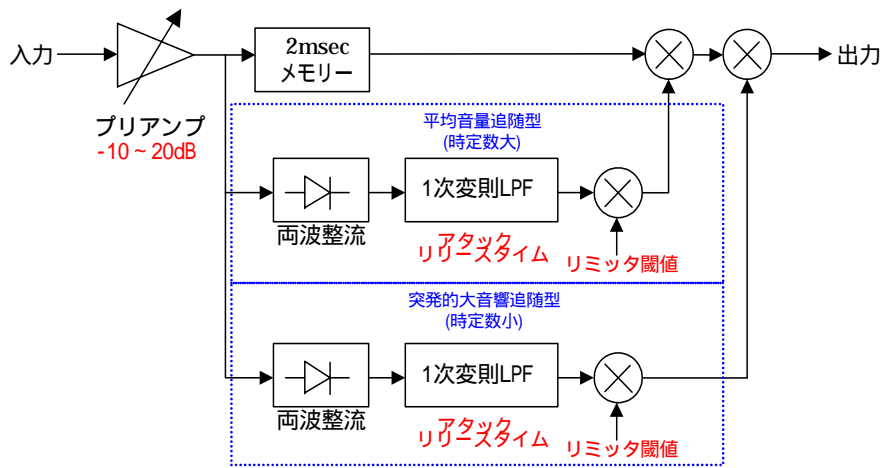 入力
2msec
メモリー
出力
プリアンプ
-10～20dB
平均音量追随型
(時定数大)
1次変則LPF
両波整流
アタック
リリースタイム
リミッタ閾値
突発的大音響追随型
(時定数小)
1次変則LPF
両波整流
アタック
リリースタイム
リミッタ閾値